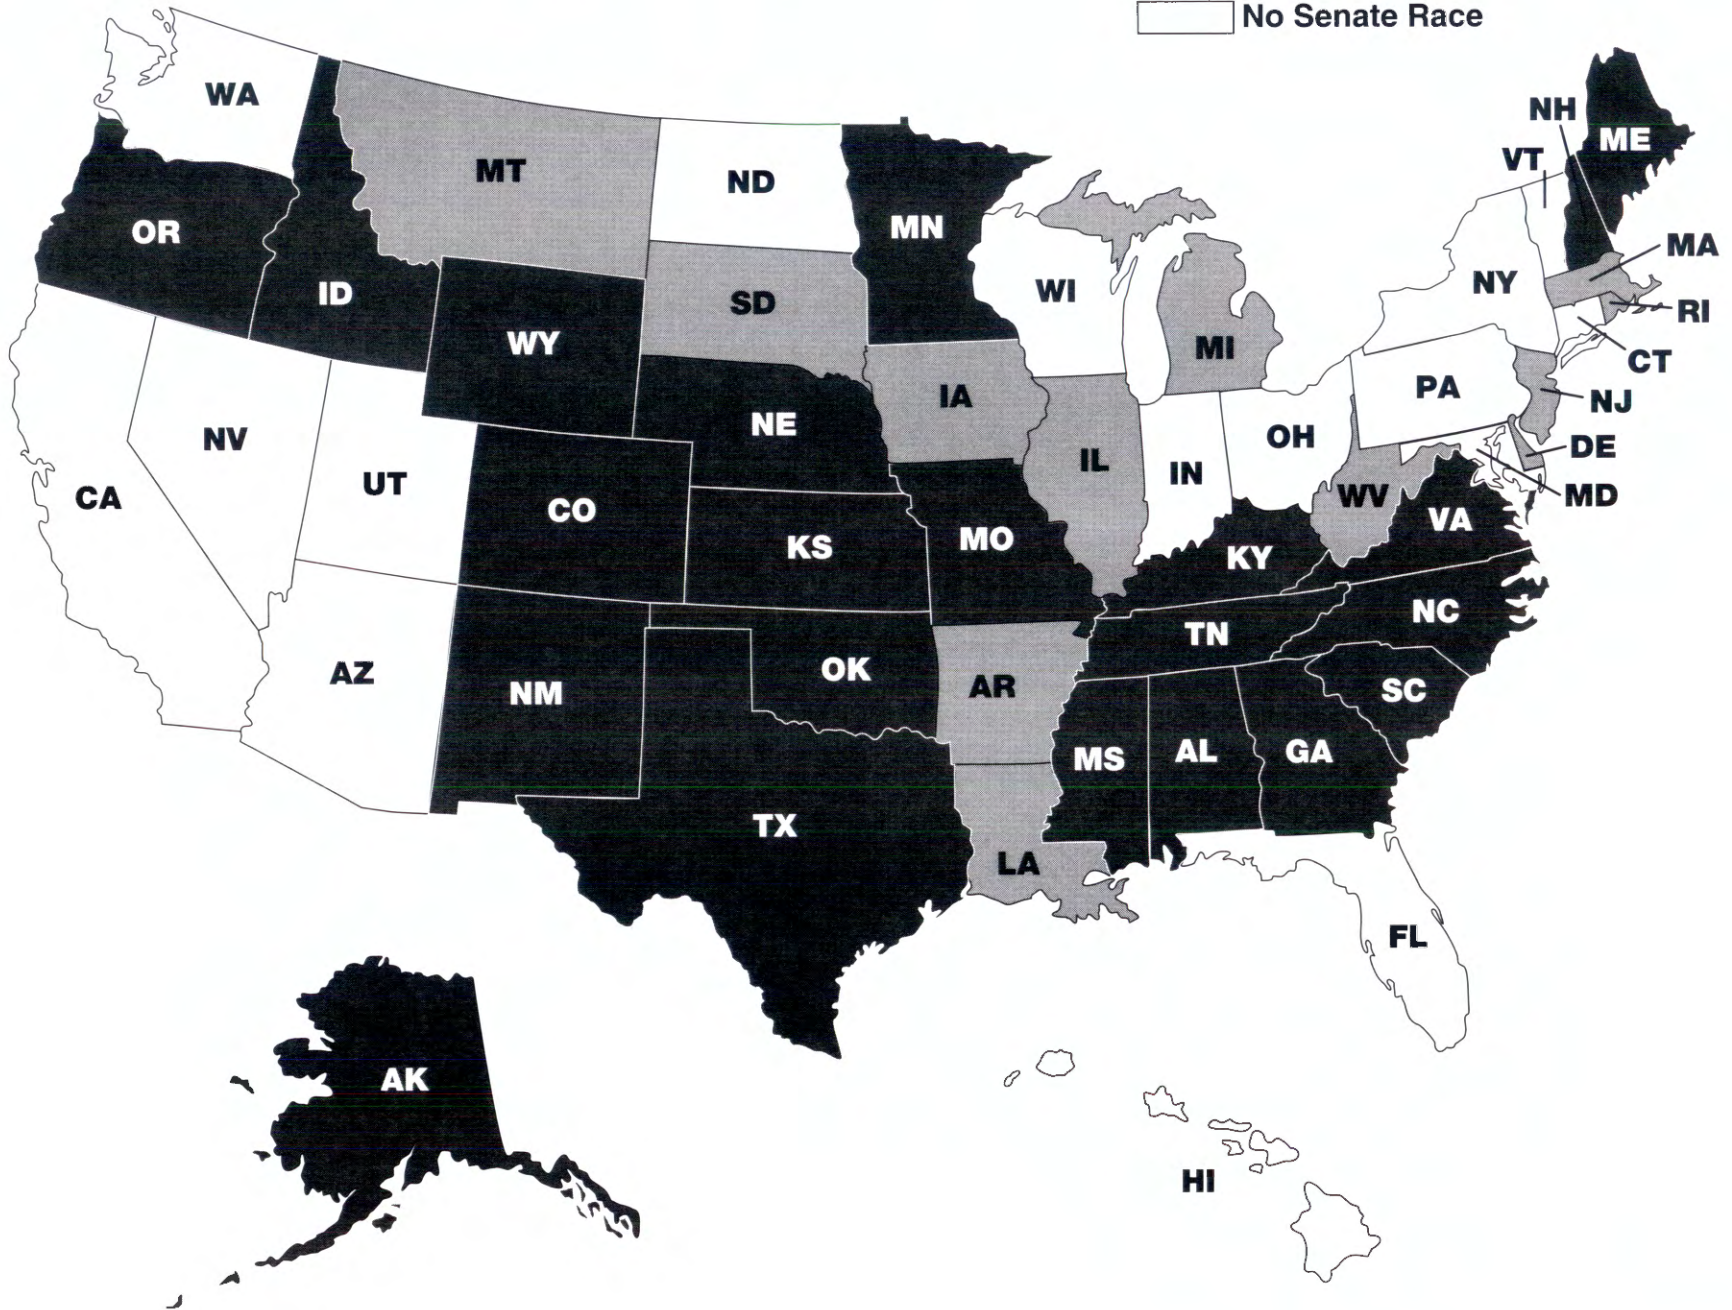 No Senate Race
WA
MT
ND
MN
NH
ME
VT
OR
ID
WY
SD
WI
MI
NY
MA
RI
CT
NV
UT
CO
NE
IA
IL
IN
OH
PA
NJ
DE
MD
CA
KS
MO
KY
WV
VA
AZ
NM
OK
AR
TN
NC
SC
TX
LA
MS
AL
GA
FL
AK
HI